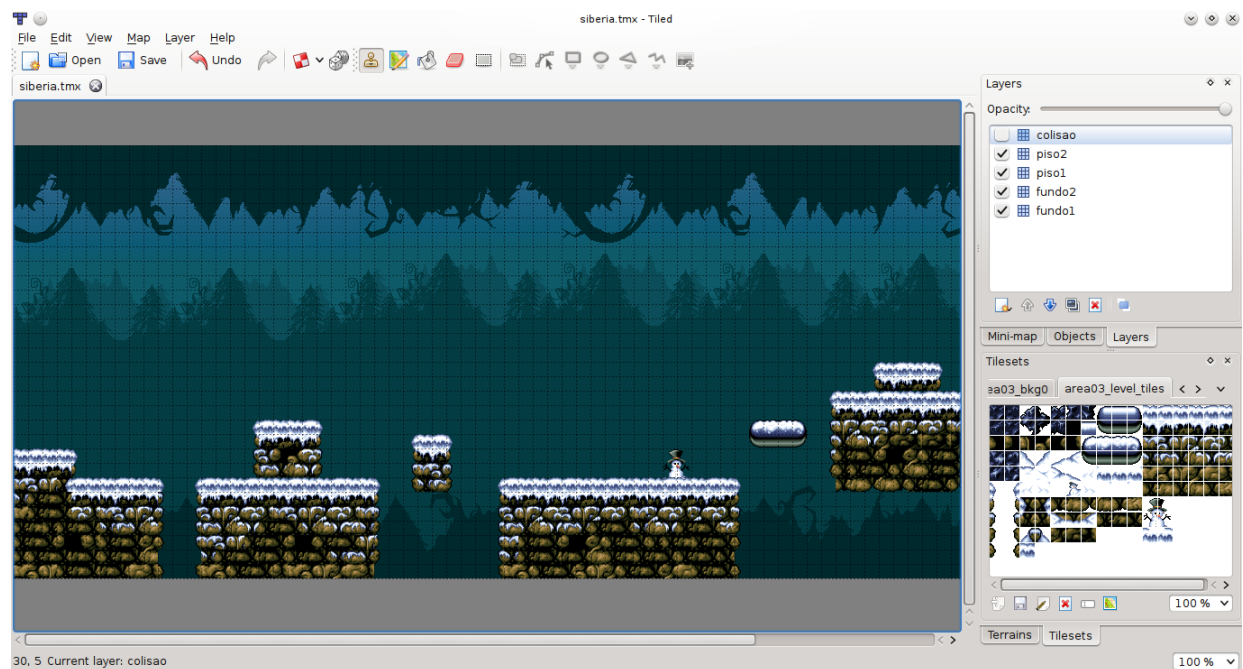 siberia.tmx - Tiled
File Edit View Map Layer Help
Open Save Undo
siberia.tmx
Layers
Opacity:
colisao
piso2
piso1
fundo2
fundo1
Mini-map Objects Layers
Tilesets
ea03_bkg0 area03_level_tiles
100 %
Terrains Tilesets
30, 5 Current layer: colisao
100 %